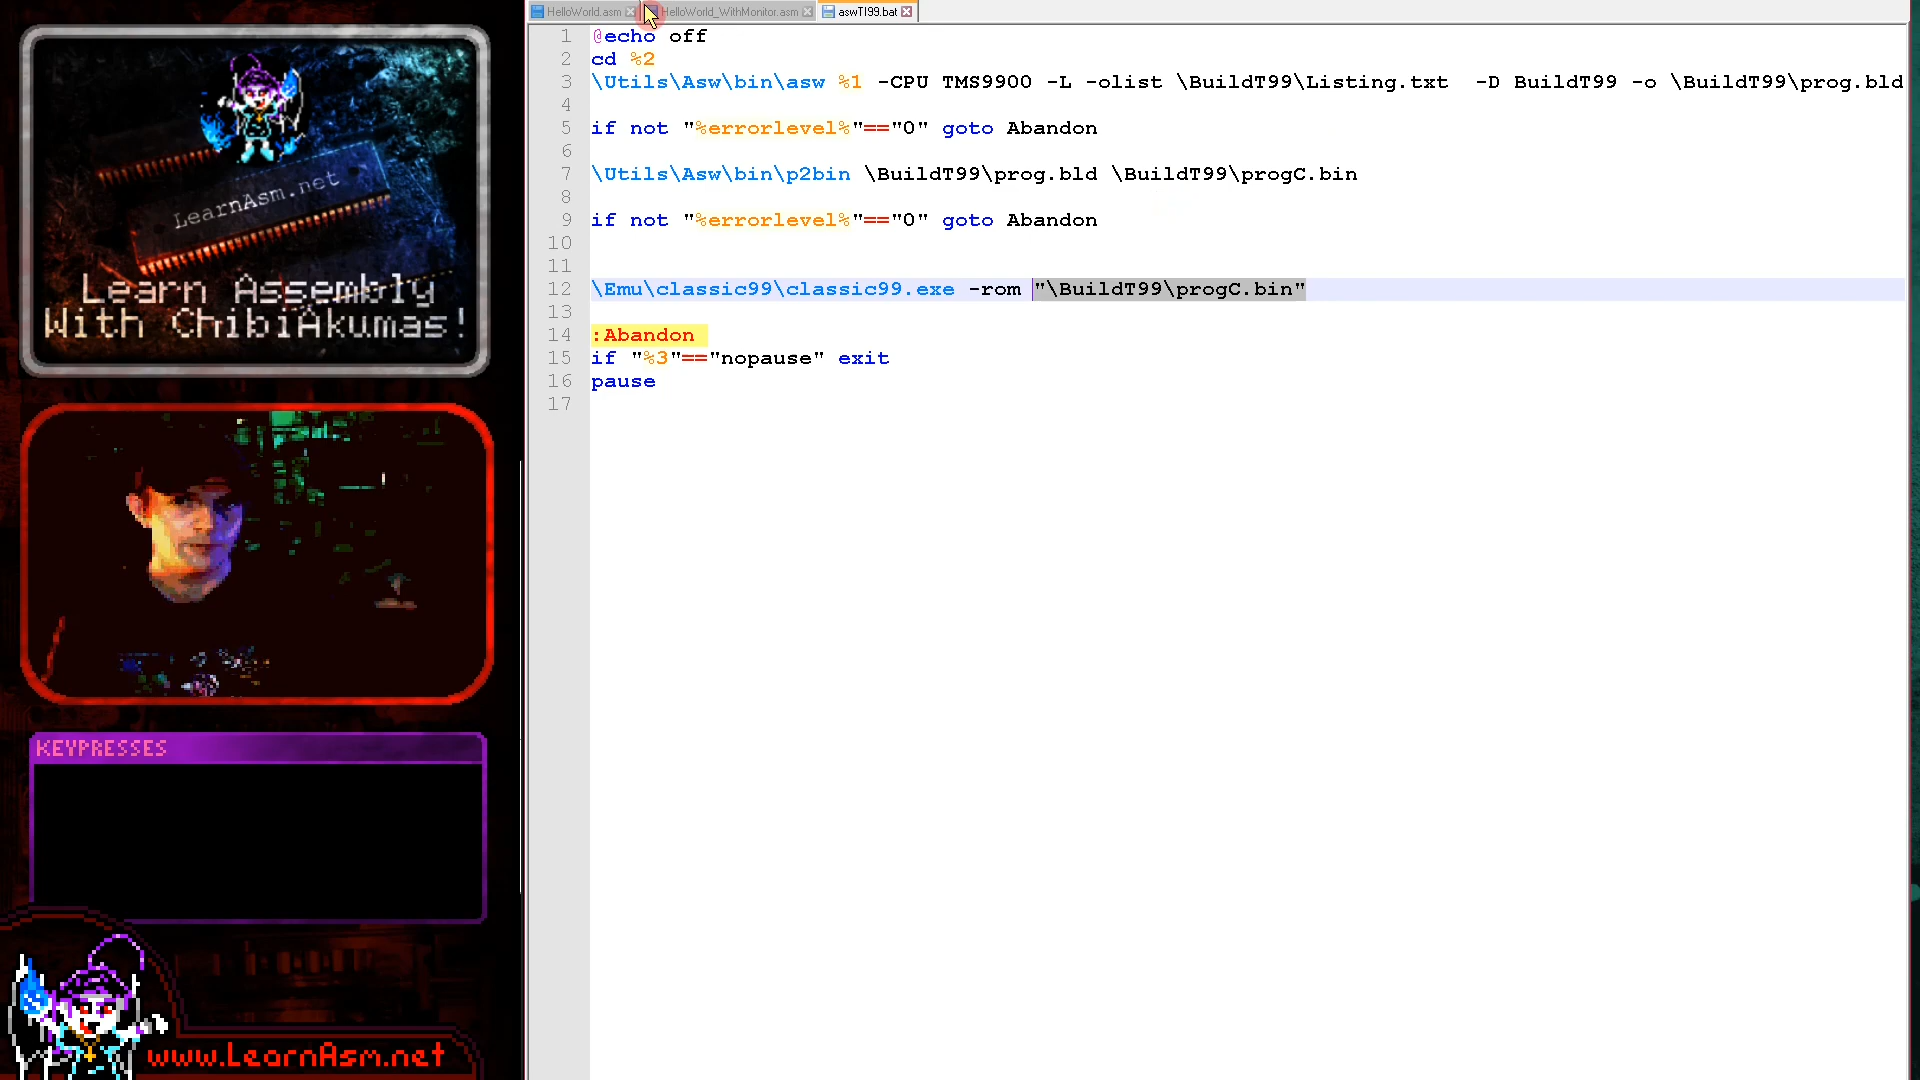 HelloWorld.asm
HelloWorld_WithMonitor.asm
aswTI99.bat
1 @echo off
2 cd %2
3 \Utils\Asw\bin\asw %1 -CPU TMS9900 -L -olist \BuildT99\Listing.txt  -D BuildT99 -o \BuildT99\prog.bld
4
5 if not "%errorlevel%"=="0" goto Abandon
6
7 \Utils\Asw\bin\p2bin \BuildT99\prog.bld \BuildT99\progC.bin
8
9 if not "%errorlevel%"=="0" goto Abandon
10
11
12 \Emu\classic99\classic99.exe -rom "\BuildT99\progC.bin"
13
14 :Abandon
15 if "%3"=="nopause" exit
16 pause
17
LearnAsm.net
Learn Assembly
With ChibiAkumas!
KEYPRESSES
www.LearnAsm.net